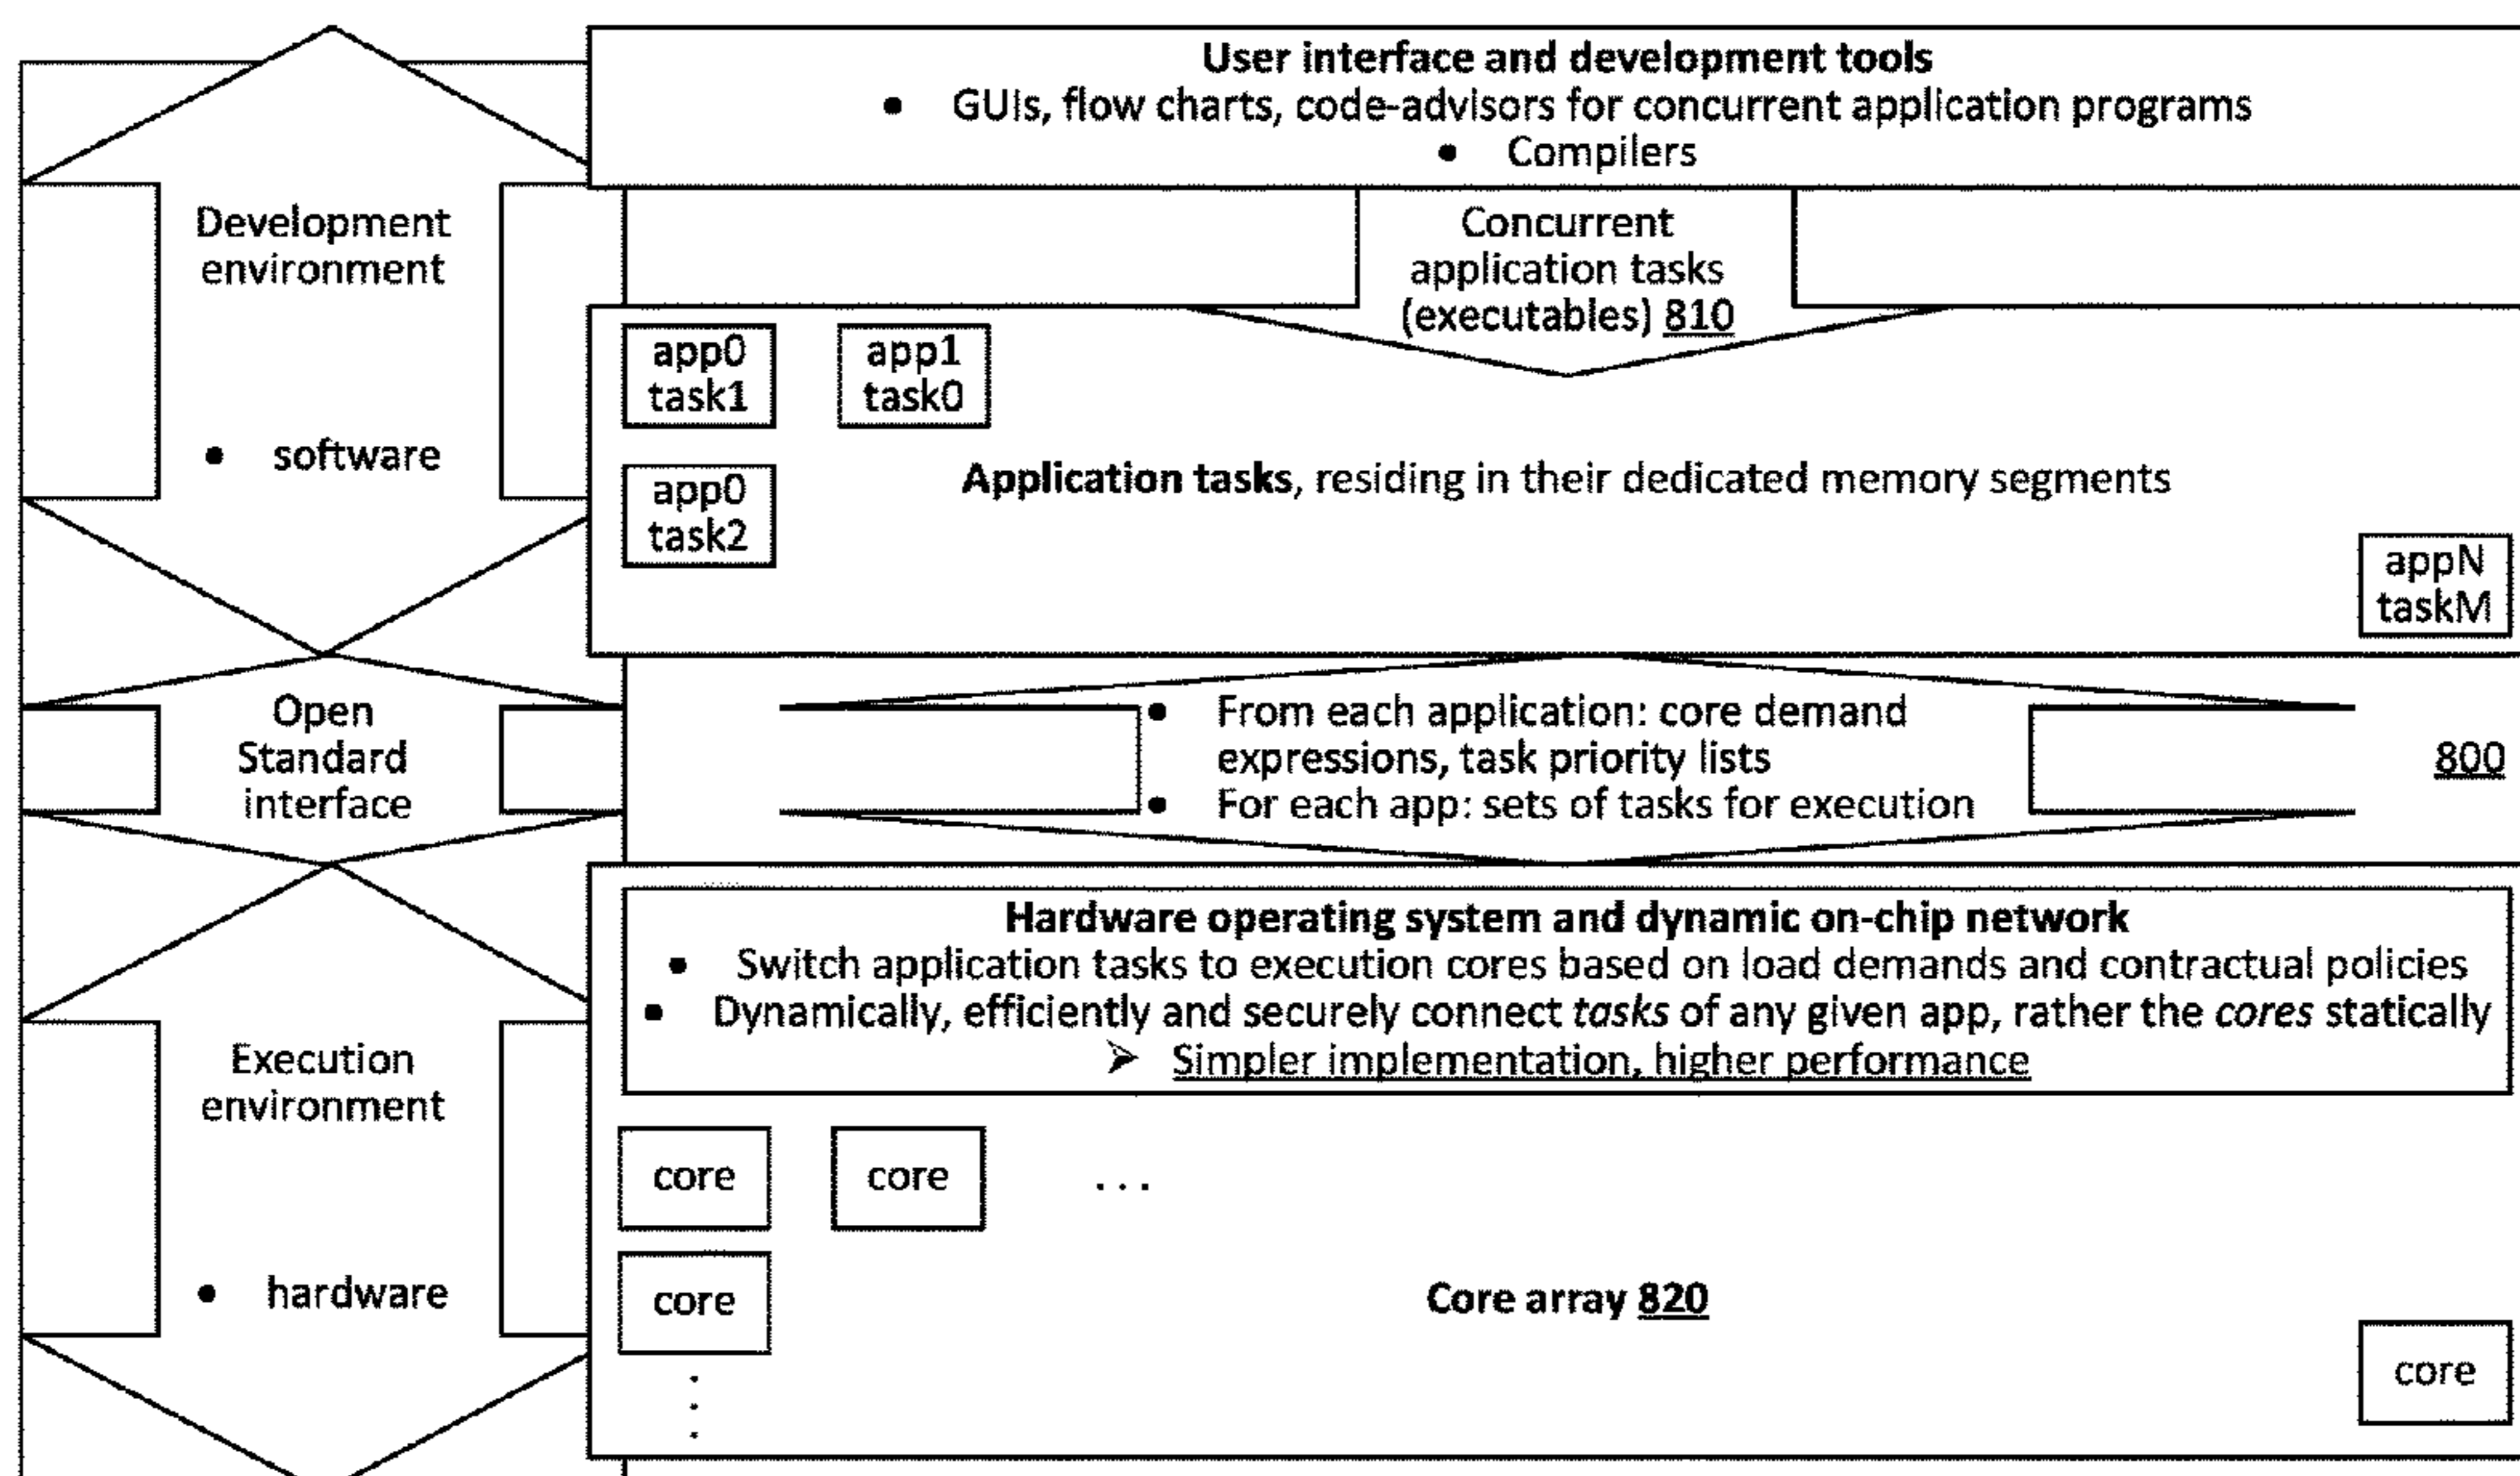 User interface and development tools
• GUIs, flow charts, code-advisors for concurrent application programs
• Compilers
Development
environment
• software
Concurrent
application tasks
(executables) 810
app0
task1
app1
task0
app0
task2
Application tasks, residing in their dedicated memory segments
appN
taskM
Open
Standard
interface
• From each application: core demand
expressions, task priority lists
• For each app: sets of tasks for execution
800
Hardware operating system and dynamic on-chip network
• Switch application tasks to execution cores based on load demands and contractual policies
• Dynamically, efficiently and securely connect tasks of any given app, rather the cores statically
➢ Simpler implementation, higher performance
Execution
environment
• hardware
core
core
...
core
Core array 820
core